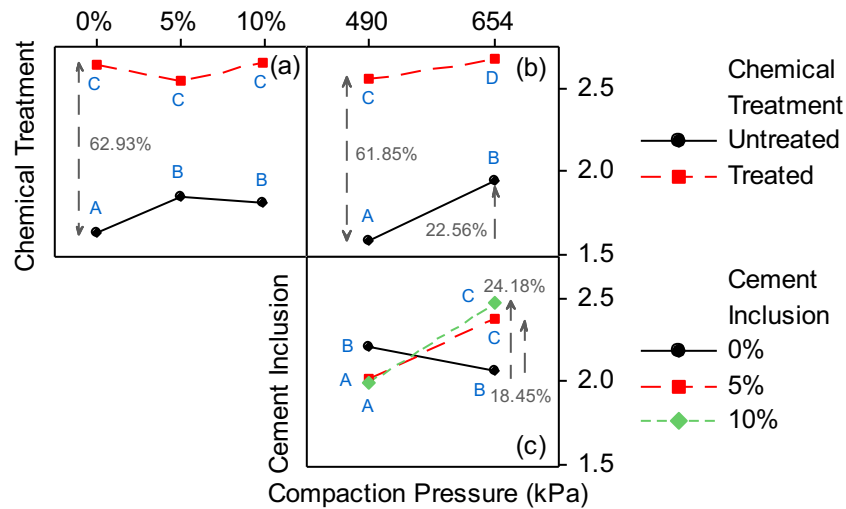 0% 5% 10% 490 654
(a) (b)
C C C
C D
62.93%
61.85%
A B B
A B
22.56%
2.5
2.0
1.5
Chemical Treatment
Chemical
Treatment
Untreated
Treated
Cement Inclusion
C 24.18%
B
C
A
A
B 18.45%
(c)
2.5
2.0
1.5
Cement
Inclusion
0%
5%
10%
Compaction Pressure (kPa)